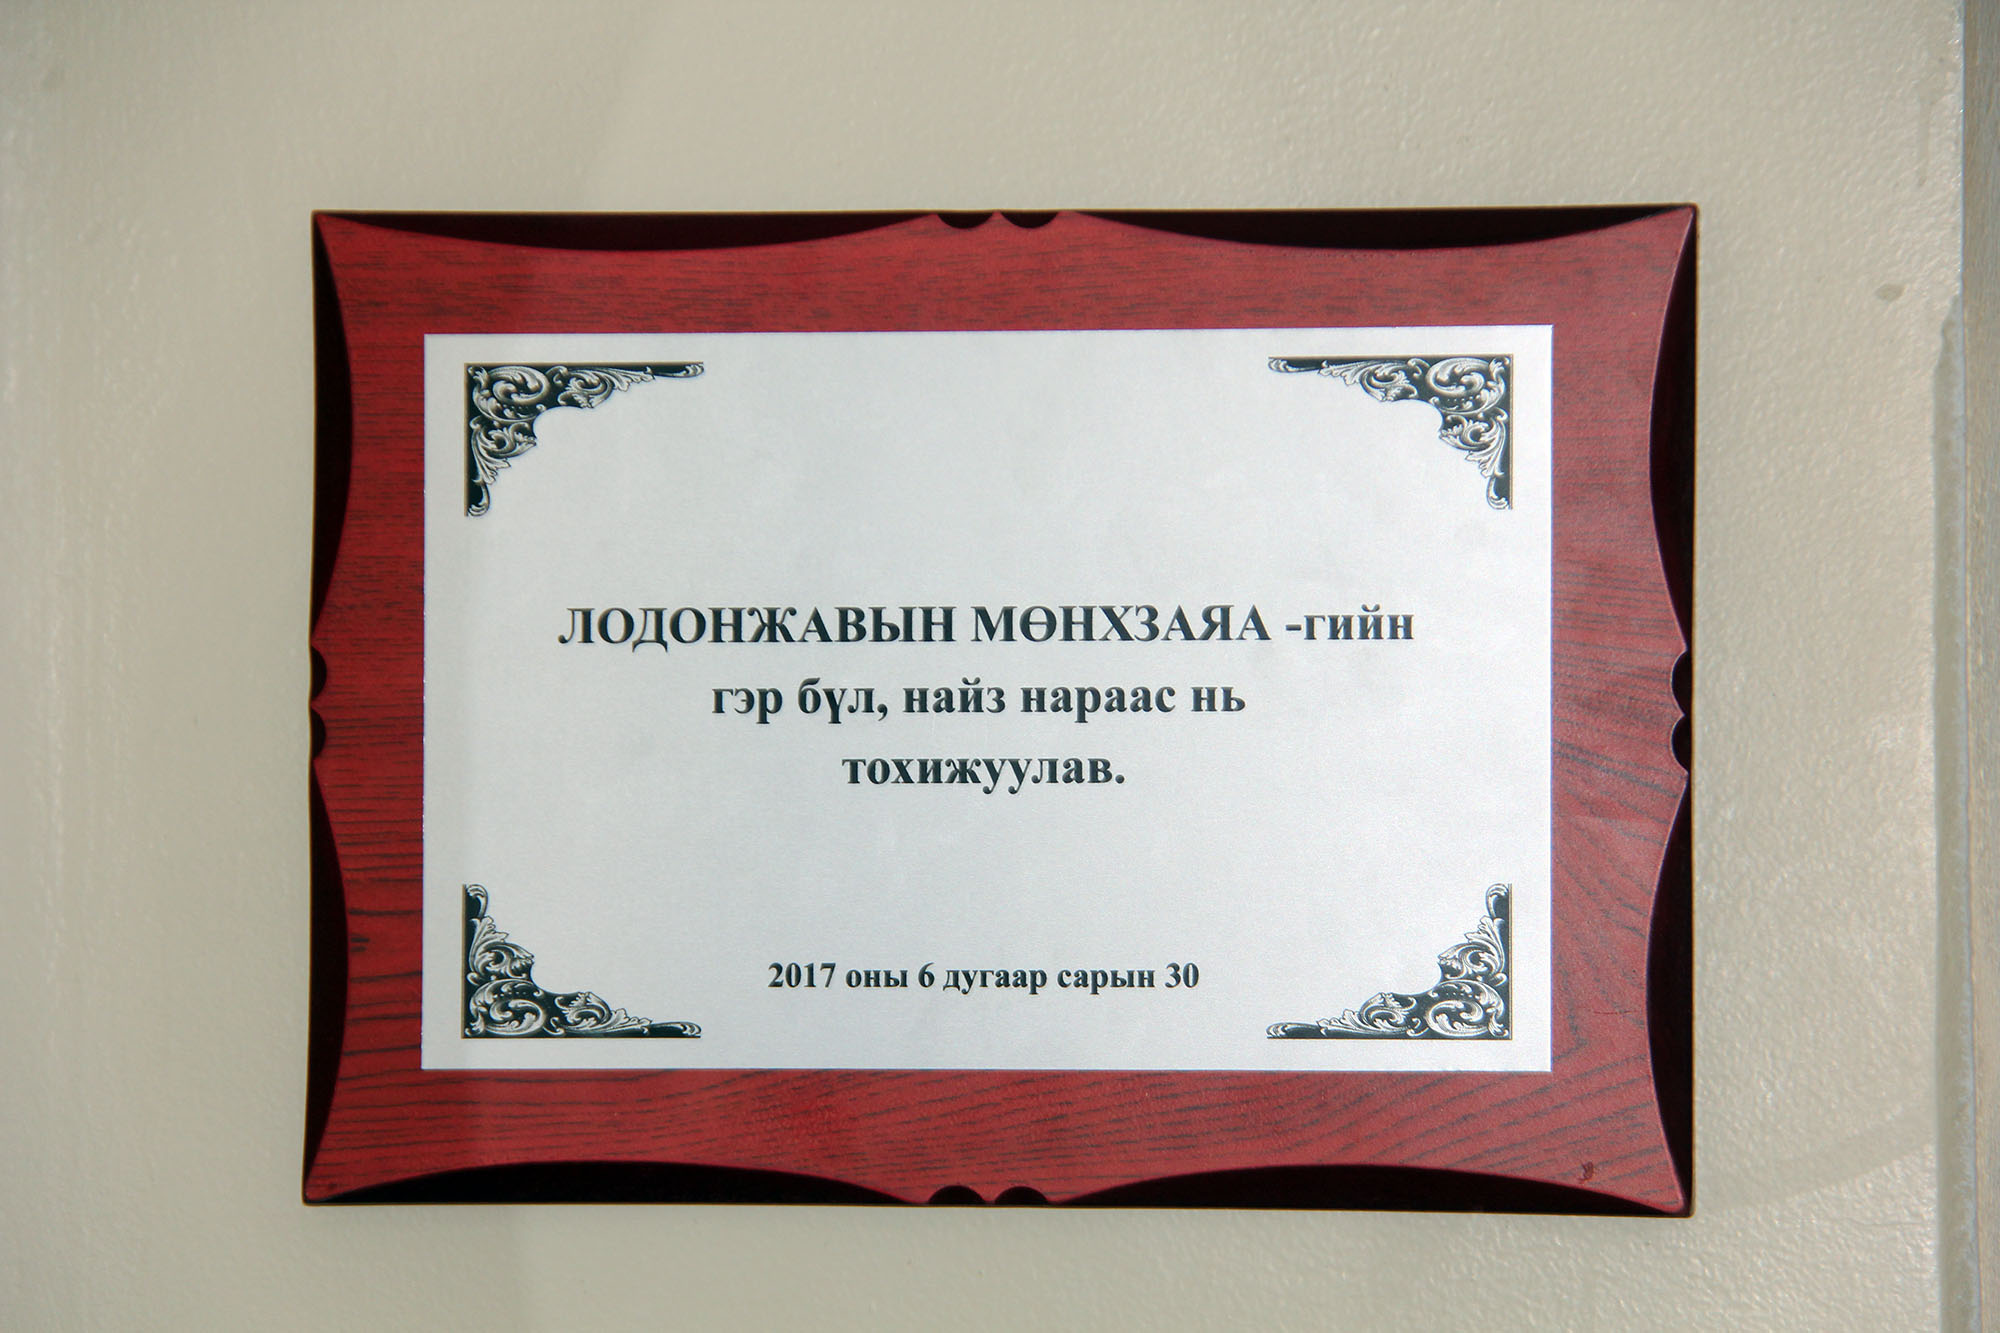 ЛОДОНЖАВЫН МӨНХЗАЯА -гийн
гэр бүл, найз нараас нь
тохижуулав.
2017 оны 6 дугаар сарын 30